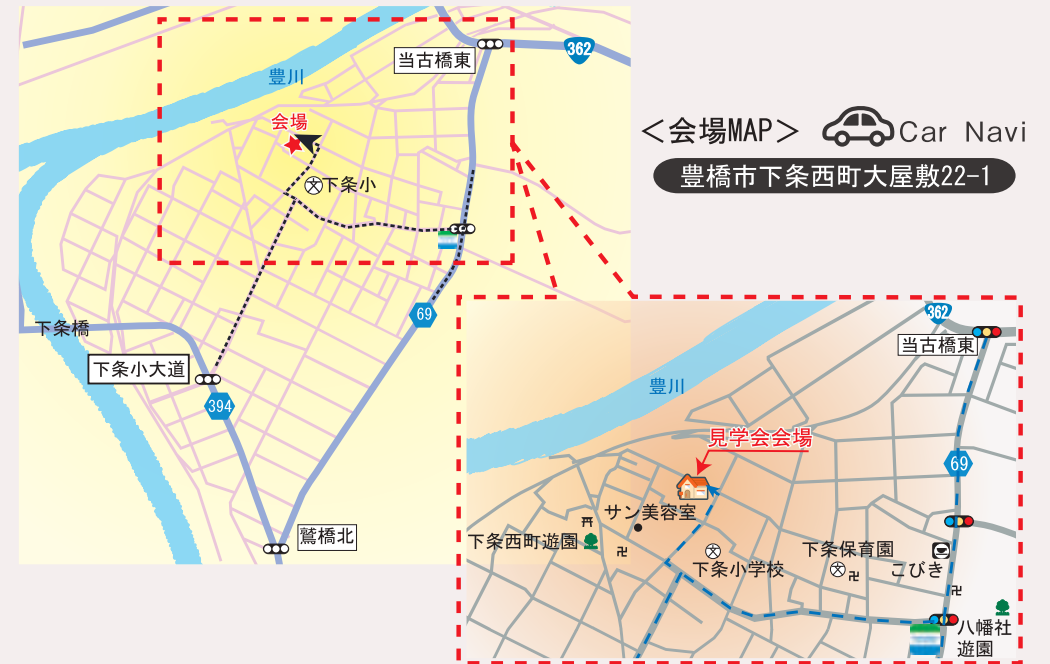 362
当古橋東
豊川
会場
下条小
69
下条橋
下条小大道
394
鷲橋北
＜会場MAP＞ Car Navi
豊橋市下条西町大屋敷22-1
362
当古橋東
豊川
見学会会場
69
サン美容室
下条西町遊園
下条保育園
下条小学校
こびき
八幡社
遊園